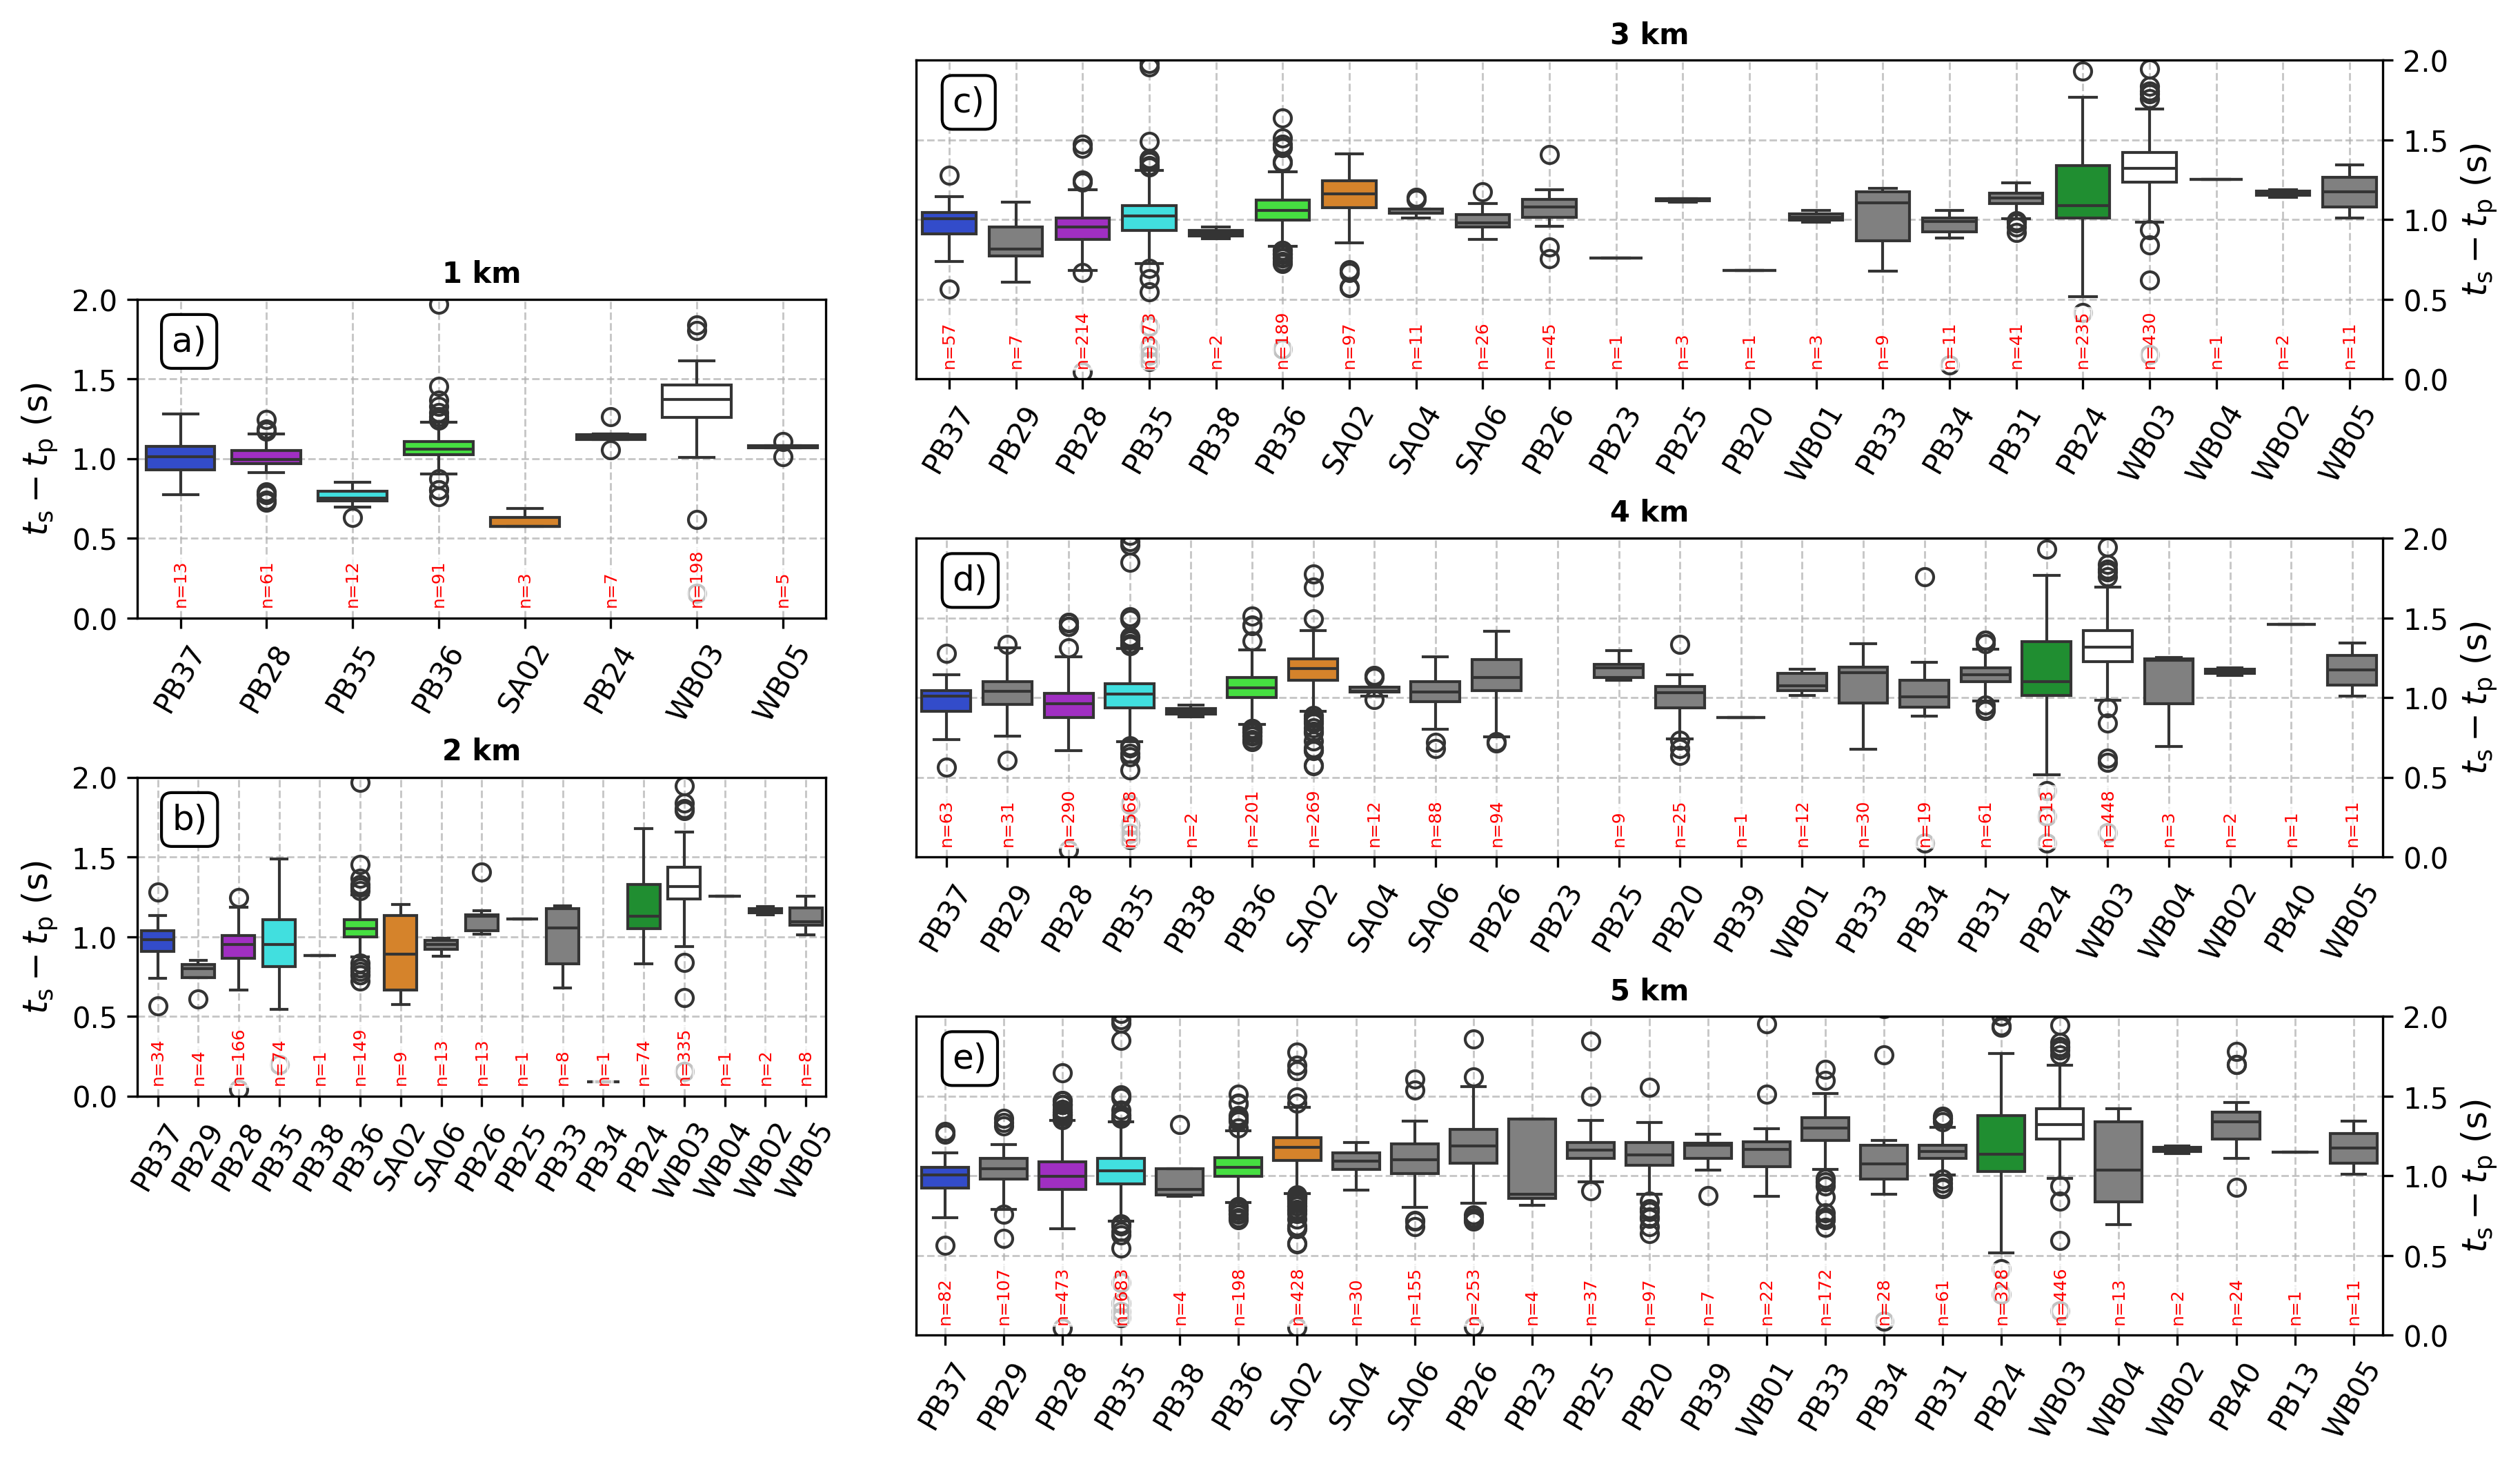 1 km
a)
2.0
1.5
1.0
0.5
0.0
ts − tp (s)
n=13 n=61 n=12 n=91 n=3 n=7 n=198 n=5
PB37 PB28 PB35 PB36 SA02 PB24 WB03 WB05
2 km
b)
2.0
1.5
1.0
0.5
0.0
ts − tp (s)
n=34 n=4 n=166 n=74 n=1 n=149 n=9 n=13 n=13 n=1 n=8 n=1 n=74 n=335 n=1 n=2 n=8
PB37 PB29 PB28 PB35 PB38 PB36 SA02 SA06 PB26 PB25 PB33 PB34 PB24 WB03 WB04 WB02 WB05
3 km
c)
2.0
1.5
1.0
0.5
0.0
ts − tp (s)
n=57 n=7 n=214 n=373 n=2 n=189 n=97 n=11 n=26 n=45 n=1 n=3 n=1 n=3 n=9 n=11 n=41 n=235 n=430 n=1 n=2 n=11
PB37 PB29 PB28 PB35 PB38 PB36 SA02 SA04 SA06 PB26 PB23 PB25 PB20 WB01 PB33 PB34 PB31 PB24 WB03 WB04 WB02 WB05
4 km
d)
2.0
1.5
1.0
0.5
0.0
ts − tp (s)
n=63 n=31 n=290 n=568 n=2 n=201 n=269 n=12 n=88 n=94 n=9 n=25 n=1 n=12 n=30 n=19 n=61 n=313 n=448 n=3 n=2 n=1 n=11
PB37 PB29 PB28 PB35 PB38 PB36 SA02 SA04 SA06 PB26 PB23 PB25 PB20 PB39 WB01 PB33 PB34 PB31 PB24 WB03 WB04 WB02 PB40 WB05
5 km
e)
2.0
1.5
1.0
0.5
0.0
ts − tp (s)
n=82 n=107 n=473 n=683 n=4 n=198 n=428 n=30 n=155 n=253 n=4 n=37 n=97 n=7 n=22 n=172 n=28 n=61 n=328 n=446 n=13 n=2 n=24 n=1 n=11
PB37 PB29 PB28 PB35 PB38 PB36 SA02 SA04 SA06 PB26 PB23 PB25 PB20 PB39 WB01 PB33 PB34 PB31 PB24 WB03 WB04 WB02 PB40 PB13 WB05